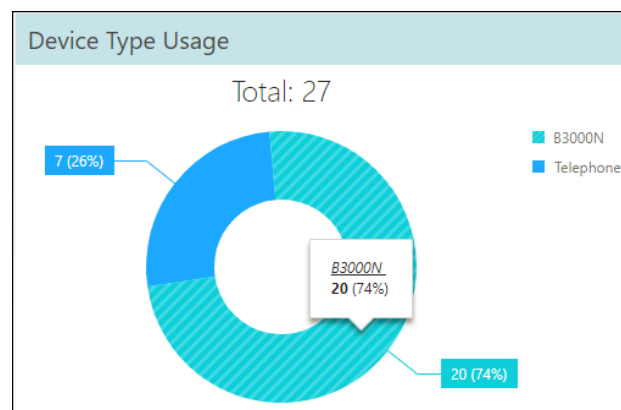 Device Type Usage
Total: 27
7 (26%)
B3000N
Telephone
B3000N
20 (74%)
20 (74%)